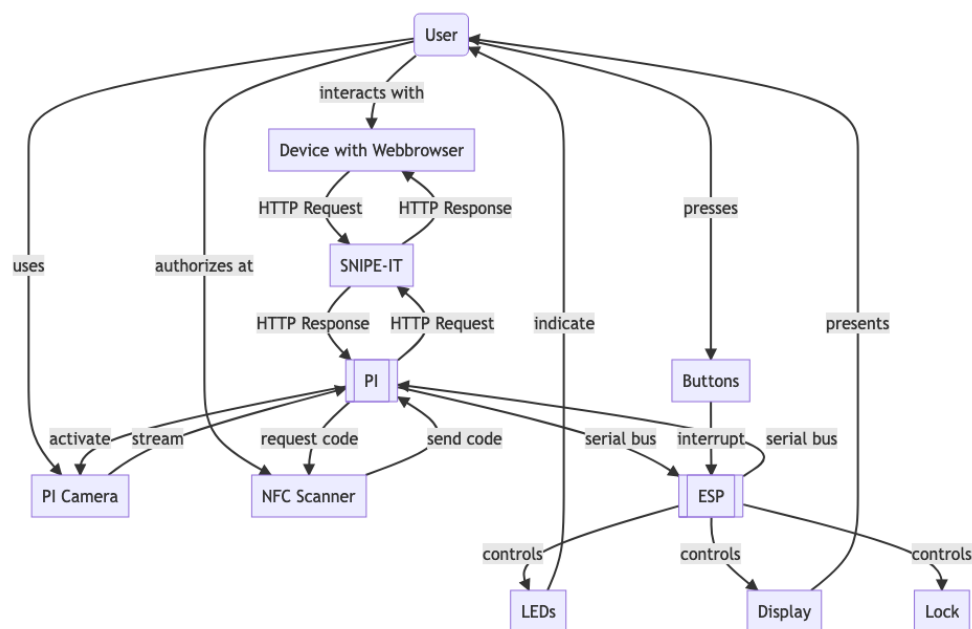 User
interacts with
Device with Webbrowser
HTTP Request
HTTP Response
presses
uses
authorizes at
SNIPE-IT
HTTP Response
HTTP Request
indicate
presents
PI
Buttons
activate
stream
request code
send code
serial bus
interrupt
serial bus
PI Camera
NFC Scanner
ESP
controls
controls
controls
LEDs
Display
Lock